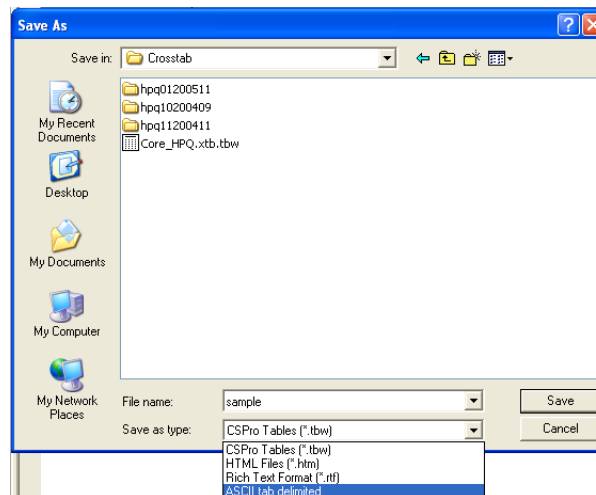 Save As
Save in:
Crosstab
My Recent
Documents
Desktop
My Documents
My Computer
My Network
Places
hpq01200511
hpq10200409
hpq11200411
Core_HPQ.xtb.tbw
File name:
sample
Save
Save as type:
CSPro Tables (*.tbw)
Cancel
CSPro Tables (*.tbw)
HTML Files (*.htm)
Rich Text Format (*.rtf)
ASCII tab delimited